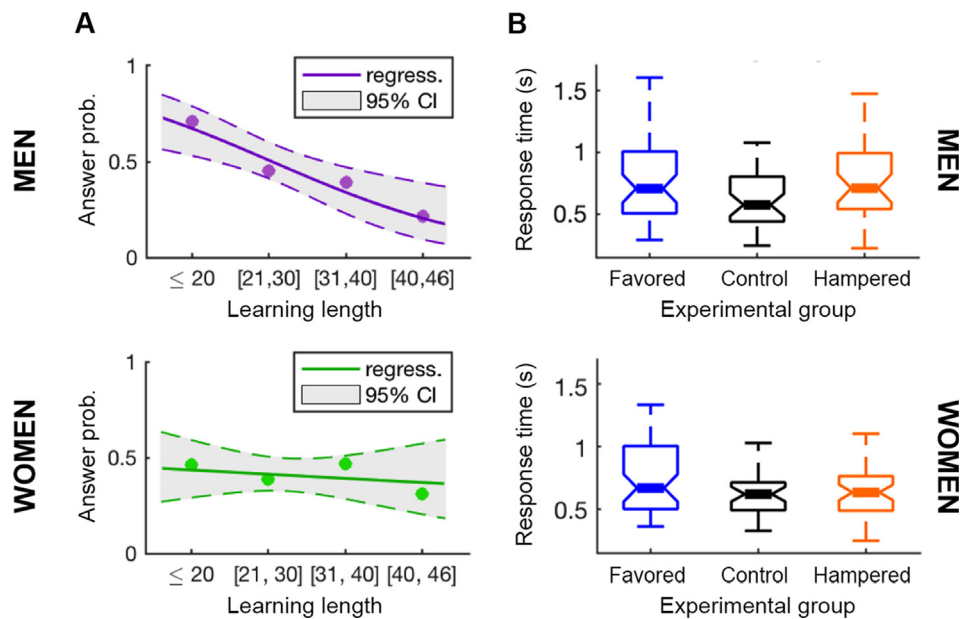 A
MEN
Answer prob.
1
0.5
0
regress.
95% CI
≤ 20 [21,30] [31,40] [40,46]
Learning length
B
MEN
Response time (s)
1.5
1
0.5
Favored Control Hampered
Experimental group
WOMEN
Answer prob.
1
0.5
0
regress.
95% CI
≤ 20 [21, 30] [31, 40] [40, 46]
Learning length
WOMEN
Response time (s)
1.5
1
0.5
Favored Control Hampered
Experimental group